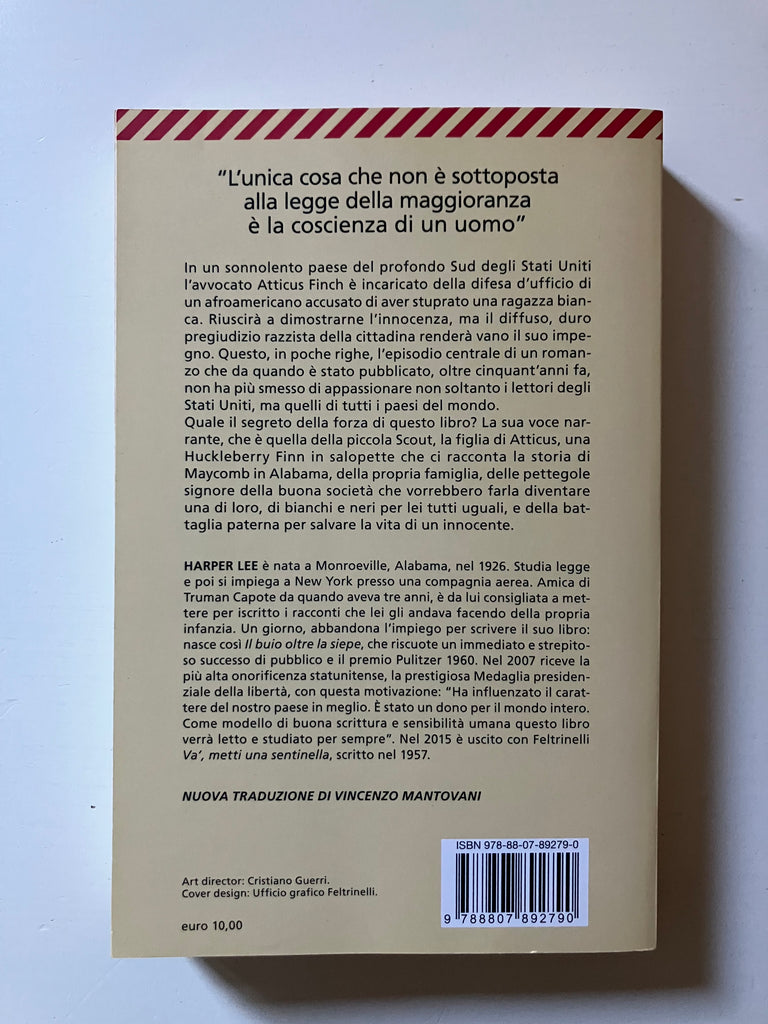 “L’unica cosa che non è sottoposta
alla legge della maggioranza
è la coscienza di un uomo”
In un sonnolento paese del profondo Sud degli Stati Uniti
l’avvocato Atticus Finch è incaricato della difesa d’ufficio di
un afroamericano accusato di aver stuprato una ragazza bian-
ca. Riuscirà a dimostrarne l’innocenza, ma il diffuso, duro
pregiudizio razzista della cittadina renderà vano il suo impe-
gno. Questo, in poche righe, l’episodio centrale di un roman-
zo che da quando è stato pubblicato, oltre cinquant’anni fa,
non ha più smesso di appassionare non soltanto i lettori degli
Stati Uniti, ma quelli di tutti i paesi del mondo.
Quale il segreto della forza di questo libro? La sua voce nar-
rante, che è quella della piccola Scout, la figlia di Atticus, una
Huckleberry Finn in salopette che ci racconta la storia di
Maycomb in Alabama, della propria famiglia, delle pettegole
signore della buona società che vorrebbero farla diventare
una di loro, di bianchi e neri per lei tutti uguali, e della bat-
taglia paterna per salvare la vita di un innocente.
HARPER LEE è nata a Monroeville, Alabama, nel 1926. Studia legge
e poi si impiega a New York presso una compagnia aerea. Amica di
Truman Capote da quando aveva tre anni, è da lui consigliata a met-
tere per iscritto i racconti che lei gli andava facendo della propria
infanzia. Un giorno, abbandona l’impiego per scrivere il suo libro:
nasce così Il buio oltre la siepe, che riscuote un immediato e strepito-
so successo di pubblico e il premio Pulitzer 1960. Nel 2007 riceve la
più alta onorificenza statunitense, la prestigiosa Medaglia presiden-
ziale della libertà, con questa motivazione: “Ha influenzato il carat-
tere del nostro paese in meglio. È stato un dono per il mondo intero.
Come modello di buona scrittura e sensibilità umana questo libro
verrà letto e studiato per sempre”. Nel 2015 è uscito con Feltrinelli
Va’, metti una sentinella, scritto nel 1957.
NUOVA TRADUZIONE DI VINCENZO MANTOVANI
ISBN 978-88-07-89279-0
9 788807 892790
Art director: Cristiano Guerri.
Cover design: Ufficio grafico Feltrinelli.
euro 10,00